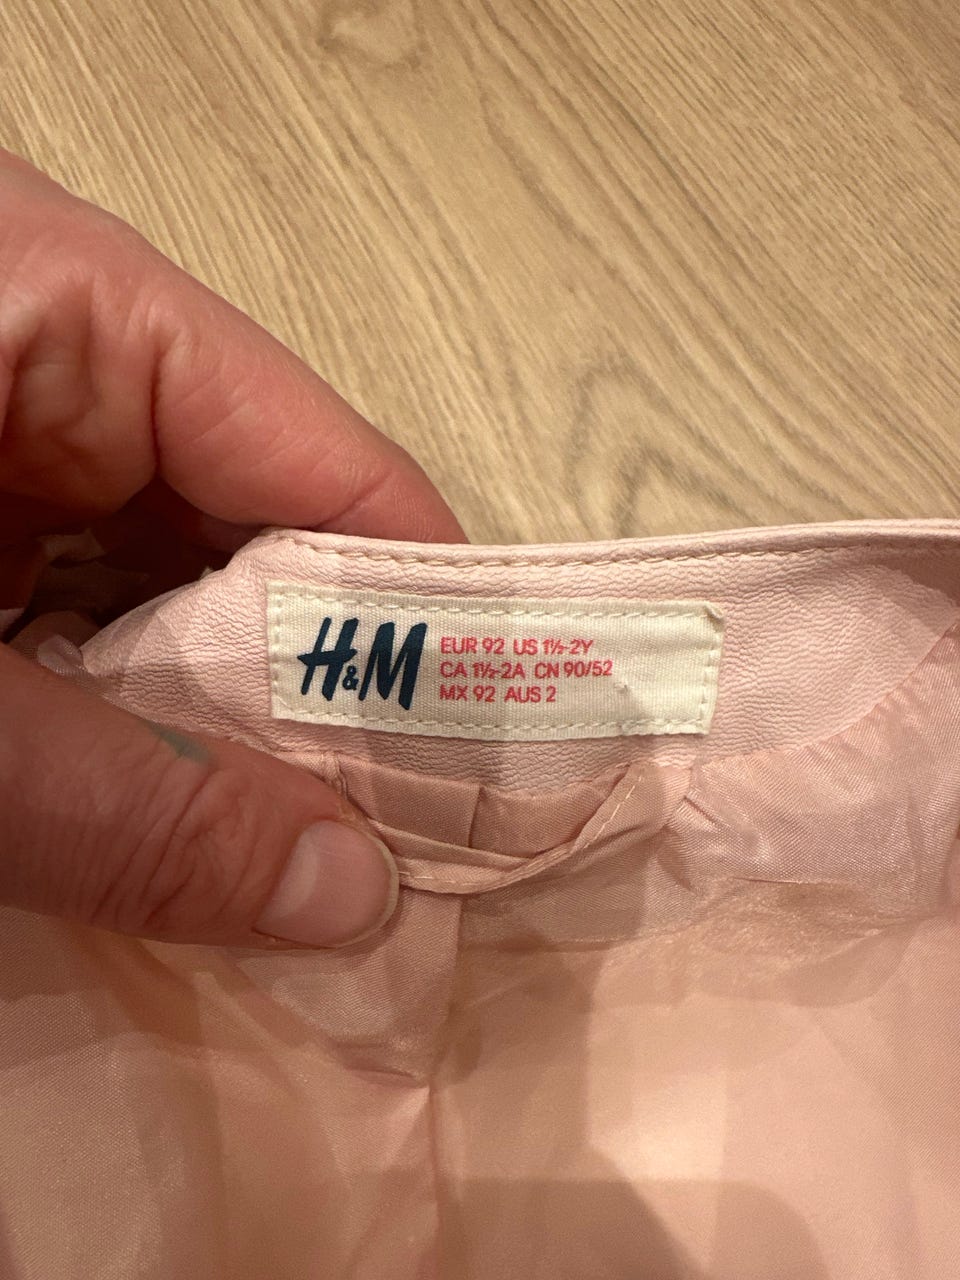 H&M
EUR 92 US 1½-2Y
CA 1½-2A CN 90/52
MX 92 AUS 2